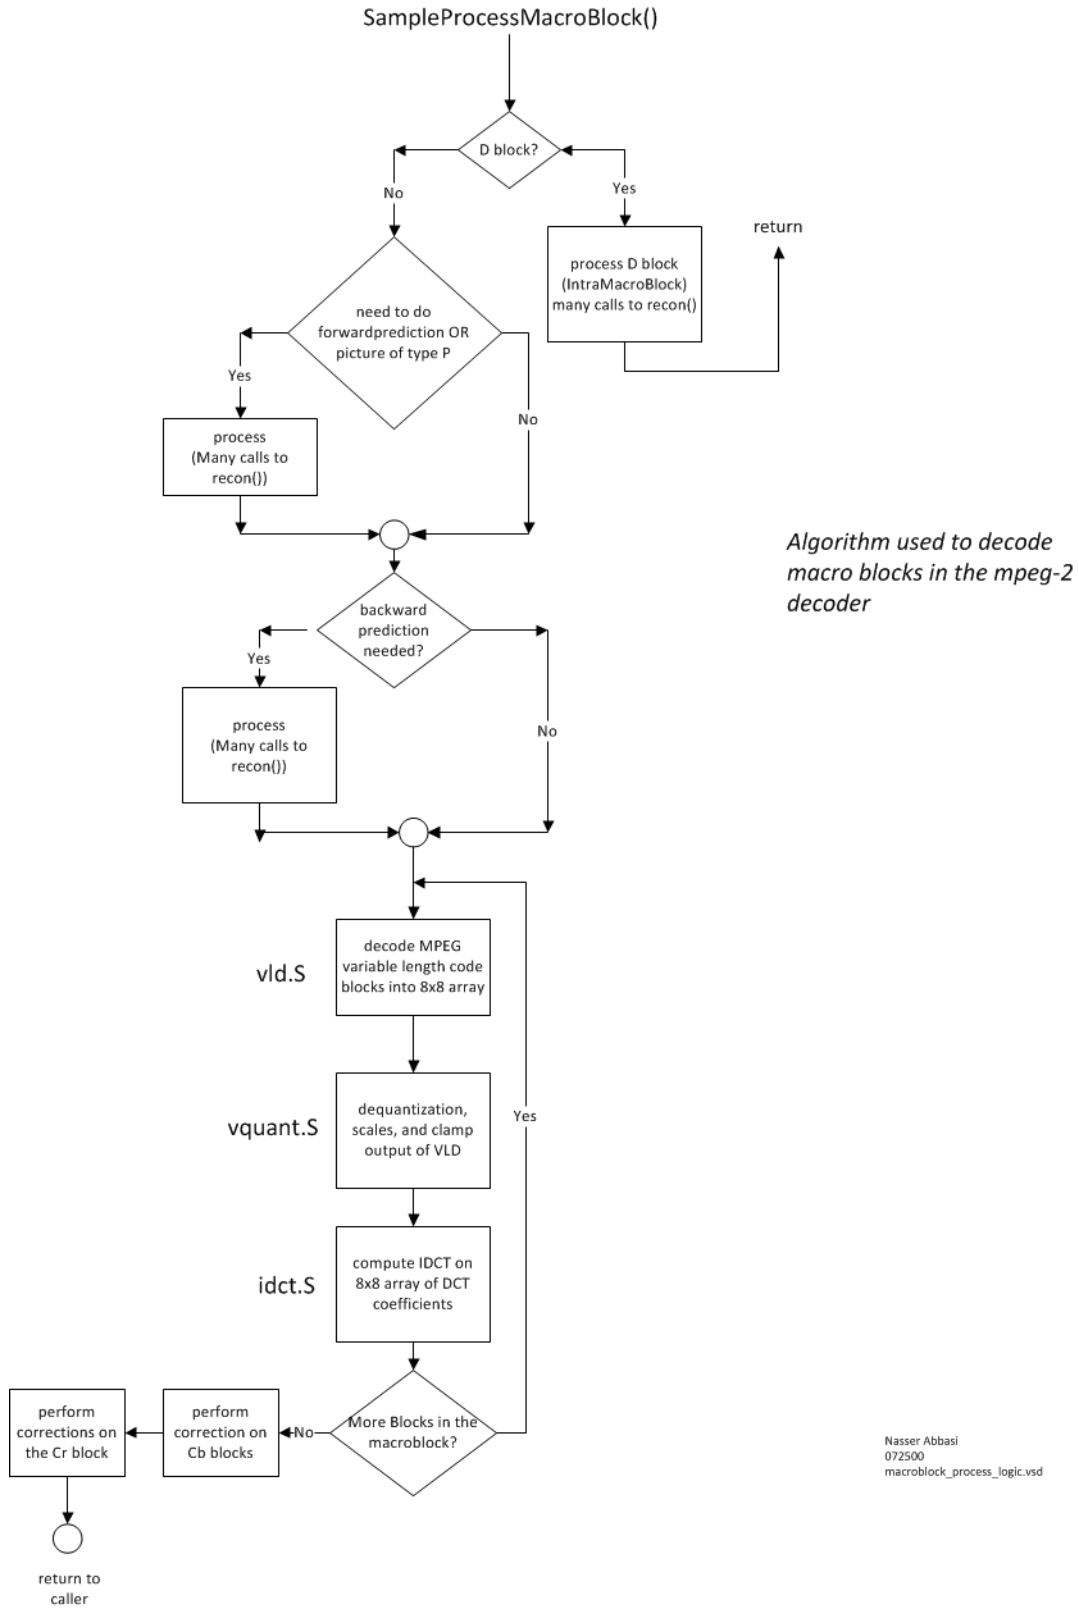 SampleProcessMacroBlock()
D block?
No
Yes
return
process D block
(IntraMacroBlock)
many calls to recon()
need to do
forwardprediction OR
picture of type P
Yes
No
process
(Many calls to
recon())
Algorithm used to decode
macro blocks in the mpeg-2
decoder
backward
prediction
needed?
Yes
No
process
(Many calls to
recon())
vld.S
decode MPEG
variable length code
blocks into 8x8 array
vquant.S
dequantization,
scales, and clamp
output of VLD
Yes
idct.S
compute IDCT on
8x8 array of DCT
coefficients
More Blocks in the
macroblock?
No
perform
correction on
Cb blocks
perform
corrections on
the Cr block
return to
caller
Nasser Abbasi
072500
macroblock_process_logic.vsd